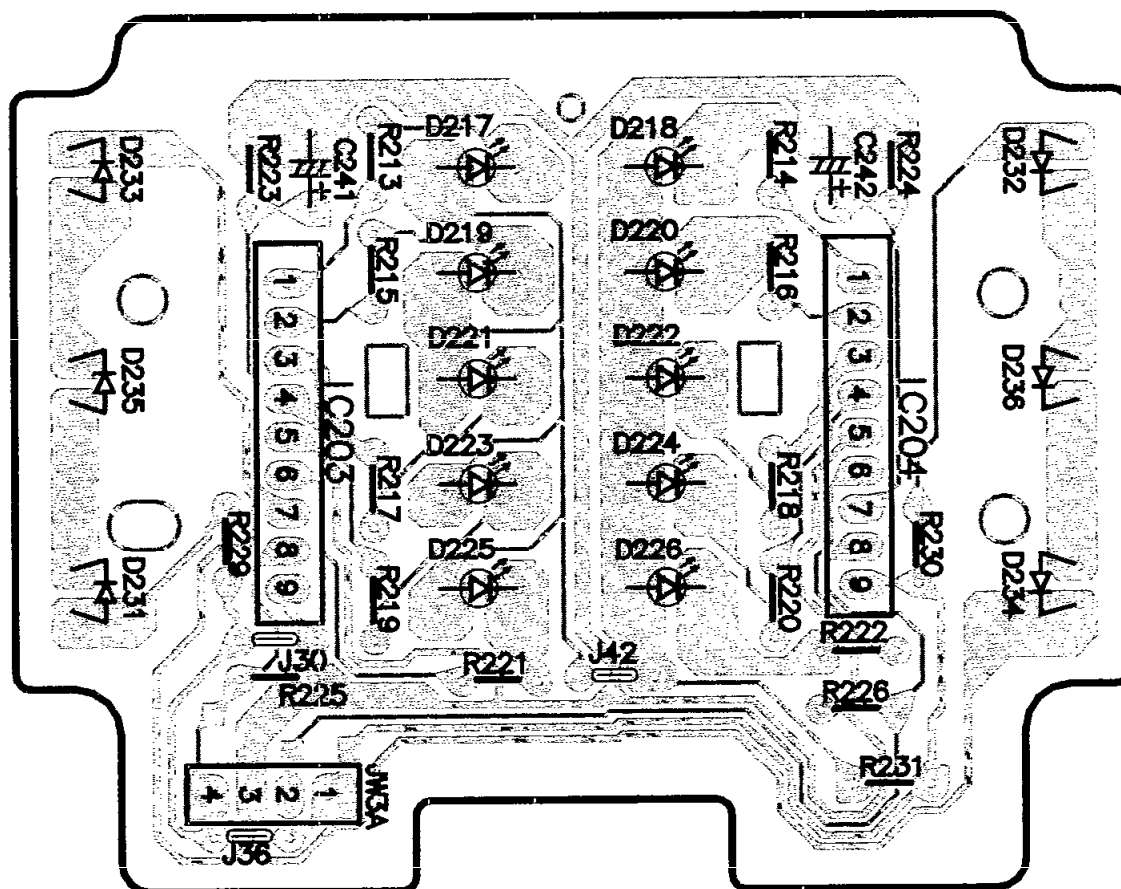 D217
D218
D233
R223
C241
R213
R214
C242
R224
D232
D219
D220
R215
R216
1
2
3
4
5
6
7
8
9
IC203
1
2
3
4
5
6
7
8
9
IC204
D221
D222
D235
D236
D223
D224
R217
R218
R229
R230
D225
D226
D231
D234
R219
R220
R222
J30
R221
J42
R225
R226
R231
4 3 2 1
JW3A
J36